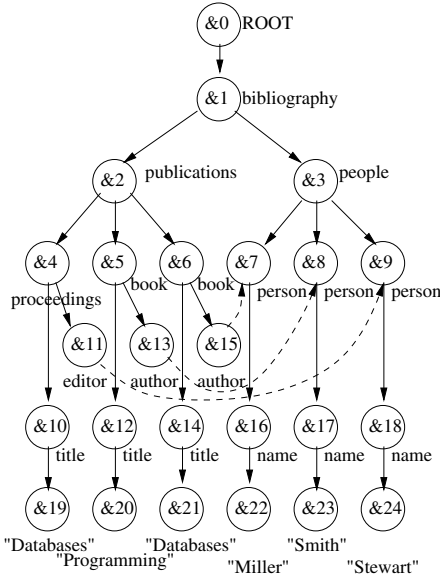 &0 ROOT
&1 bibliography
&2 publications &3 people
&4 &5 &6 &7 &8 &9
proceedings book book person person person
&11 &13 &15
editor author author
&10 &12 &14 &16 &17 &18
title title title name name name
&19 &20 &21 &22 &23 &24
"Databases" "Programming" "Databases" "Miller" "Smith" "Stewart"